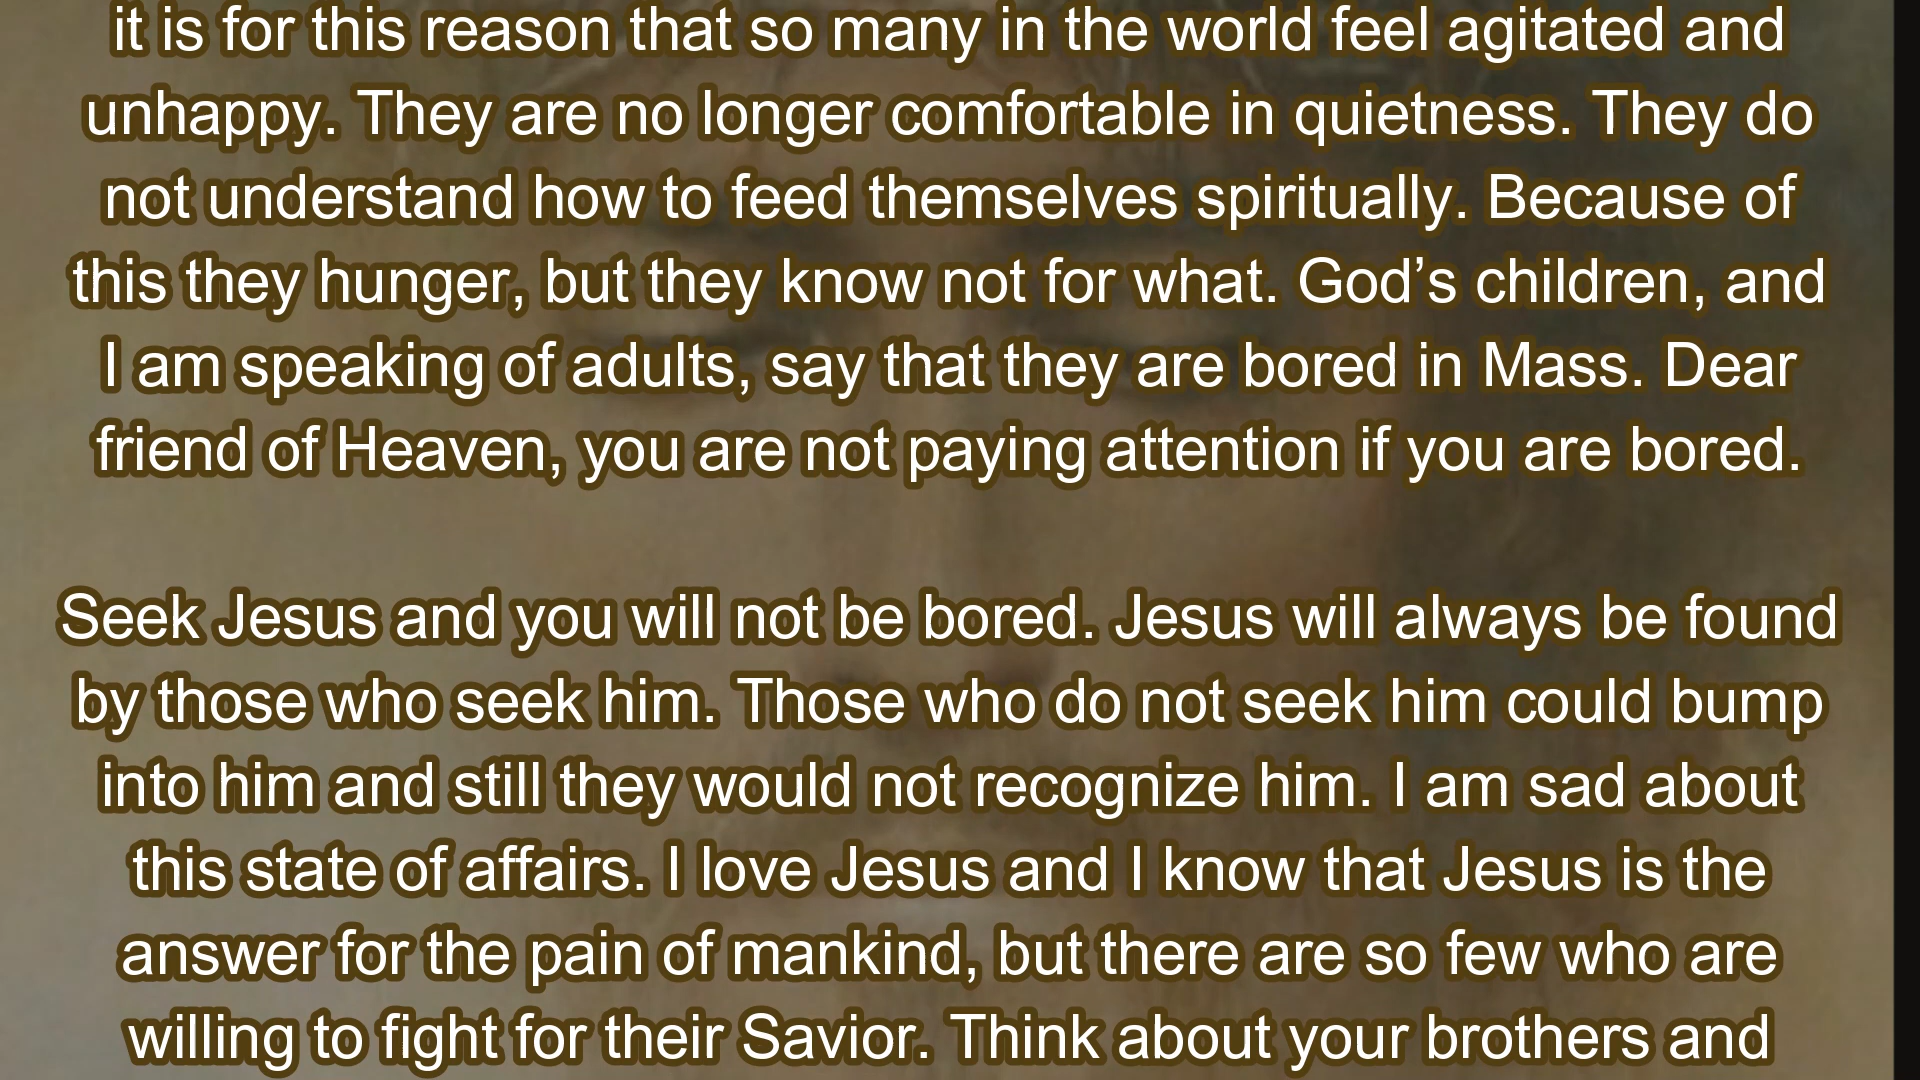 it is for this reason that so many in the world feel agitated and
unhappy. They are no longer comfortable in quietness. They do
not understand how to feed themselves spiritually. Because of
this they hunger, but they know not for what. God’s children, and
I am speaking of adults, say that they are bored in Mass. Dear
friend of Heaven, you are not paying attention if you are bored.
Seek Jesus and you will not be bored. Jesus will always be found
by those who seek him. Those who do not seek him could bump
into him and still they would not recognize him. I am sad about
this state of affairs. I love Jesus and I know that Jesus is the
answer for the pain of mankind, but there are so few who are
willing to fight for their Savior. Think about your brothers and